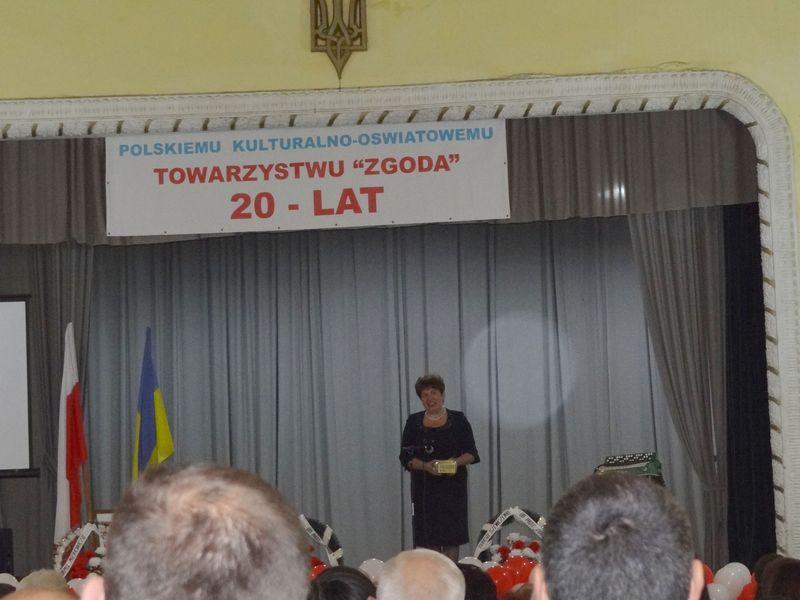 POLSKIEMU KULTURALNO-OSWIATOWEMU
TOWARZYSTWU “ZGODA”
20 - LAT